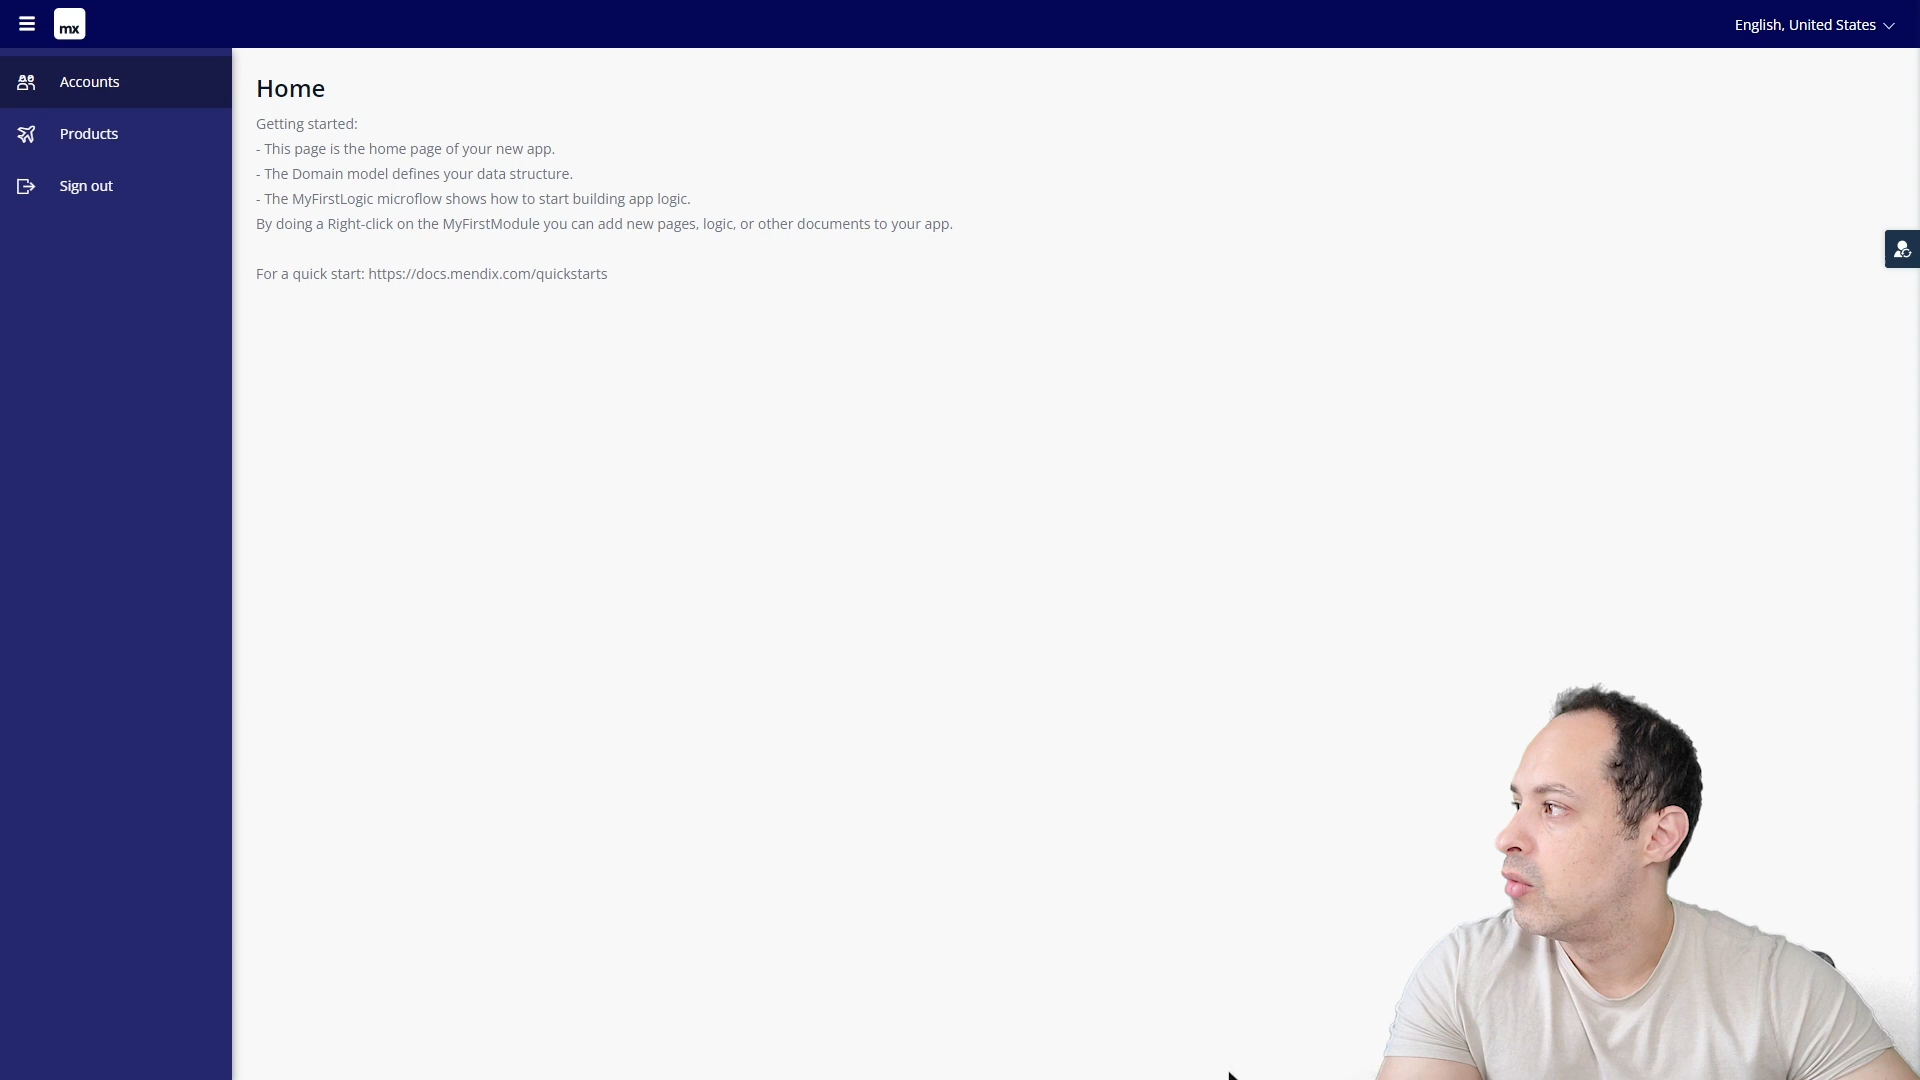 mx
English, United States
Accounts
Products
Sign out
Home
Getting started:
- This page is the home page of your new app.
- The Domain model defines your data structure.
- The MyFirstLogic microflow shows how to start building app logic.
By doing a Right-click on the MyFirstModule you can add new pages, logic, or other documents to your app.
For a quick start: https://docs.mendix.com/quickstarts